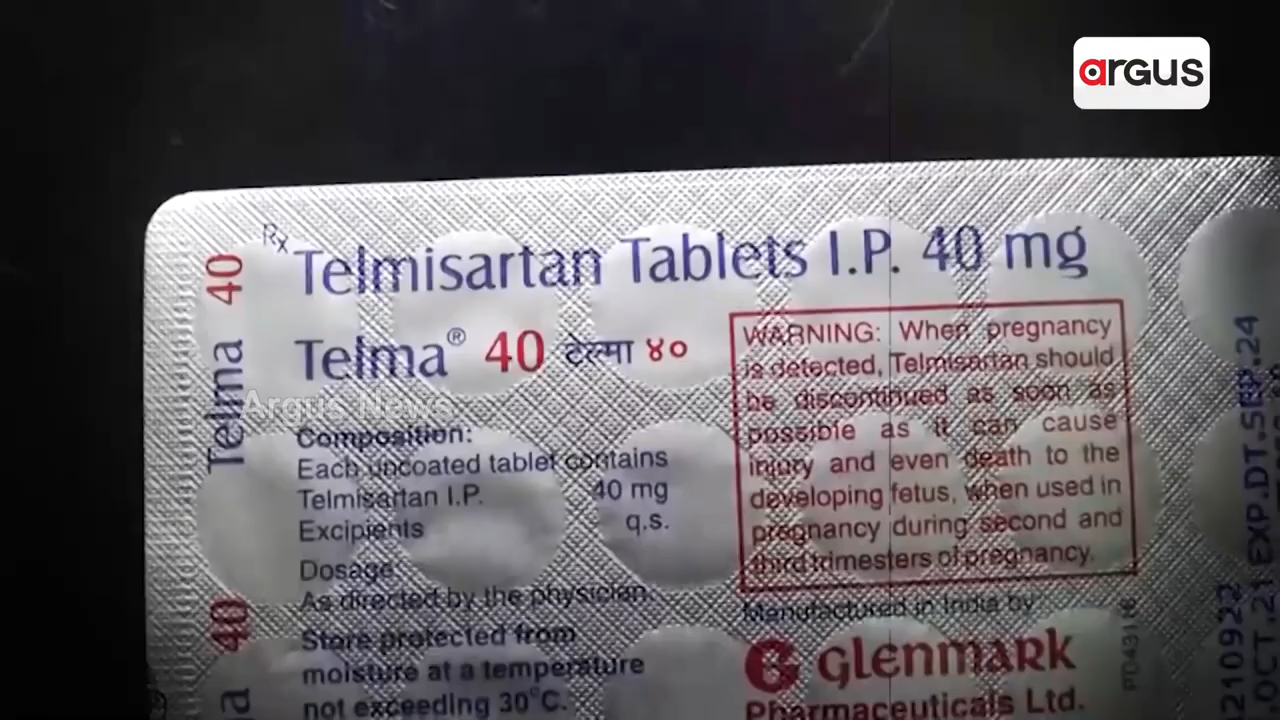 argus
Rx
Telmisartan Tablets I.P. 40 mg
Telma® 40 टेल्मा ४०
Argus News
Composition:
Each uncoated tablet contains
Telmisartan I.P. 40 mg
Excipients q.s.
Dosage:
As directed by the physician.
Store protected from
moisture at a temperature
not exceeding 30°C.
WARNING: When pregnancy
is detected, Telmisartan should
be discontinued as soon as
possible as it can cause
injury and even death to the
developing fetus, when used in
pregnancy during second and
third trimesters of pregnancy.
Manufactured in India by:
G GLENMARK
Pharmaceuticals Ltd.
Telma 40
40
.OCT.21 EXP.DT.SEP.24
210922